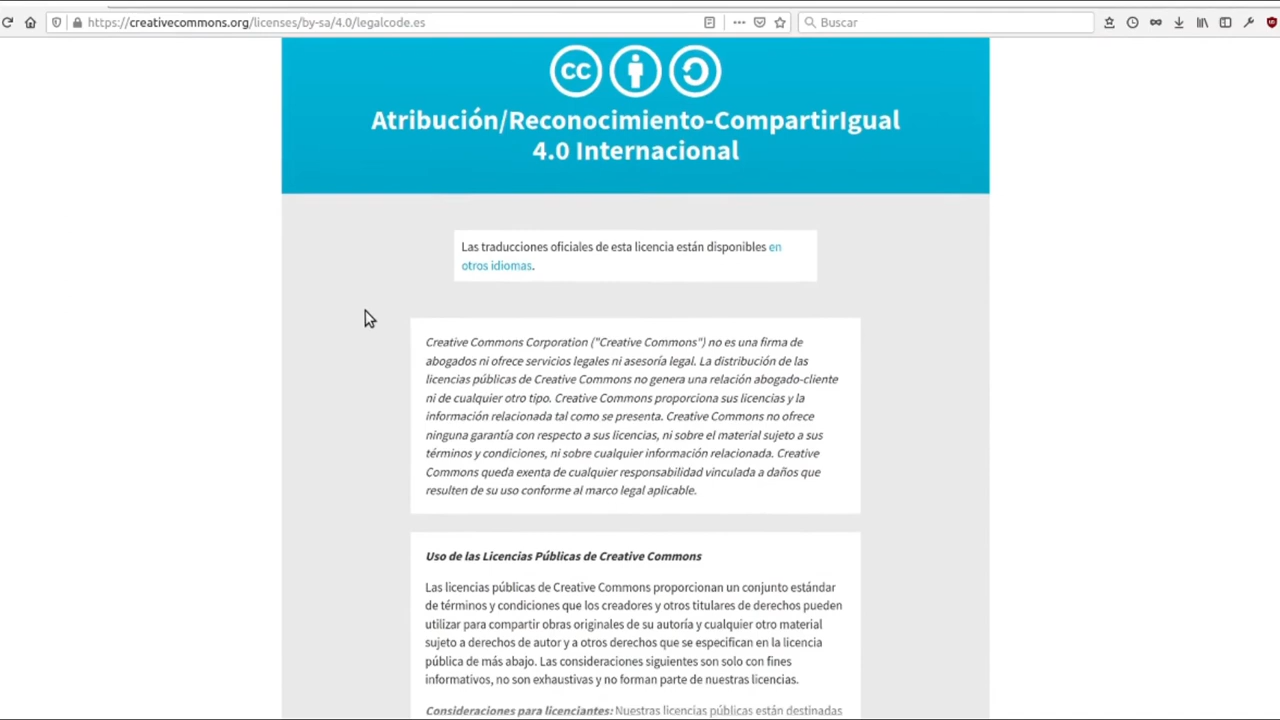 https://creativecommons.org/licenses/by-sa/4.0/legalcode.es
Buscar
cc
Atribución/Reconocimiento-CompartirIgual
4.0 Internacional
Las traducciones oficiales de esta licencia están disponibles en
otros idiomas.
Creative Commons Corporation ("Creative Commons") no es una firma de
abogados ni ofrece servicios legales ni asesoría legal. La distribución de las
licencias públicas de Creative Commons no genera una relación abogado-cliente
ni de cualquier otro tipo. Creative Commons proporciona sus licencias y la
información relacionada tal como se presenta. Creative Commons no ofrece
ninguna garantía con respecto a sus licencias, ni sobre el material sujeto a sus
términos y condiciones, ni sobre cualquier información relacionada. Creative
Commons queda exenta de cualquier responsabilidad vinculada a daños que
resulten de su uso conforme al marco legal aplicable.
Uso de las Licencias Públicas de Creative Commons
Las licencias públicas de Creative Commons proporcionan un conjunto estándar
de términos y condiciones que los creadores y otros titulares de derechos pueden
utilizar para compartir obras originales de su autoría y cualquier otro material
sujeto a derechos de autor y a otros derechos que se especifican en la licencia
pública de más abajo. Las consideraciones siguientes son solo con fines
informativos, no son exhaustivas y no forman parte de nuestras licencias.
Consideraciones para licenciantes: Nuestras licencias públicas están destinadas